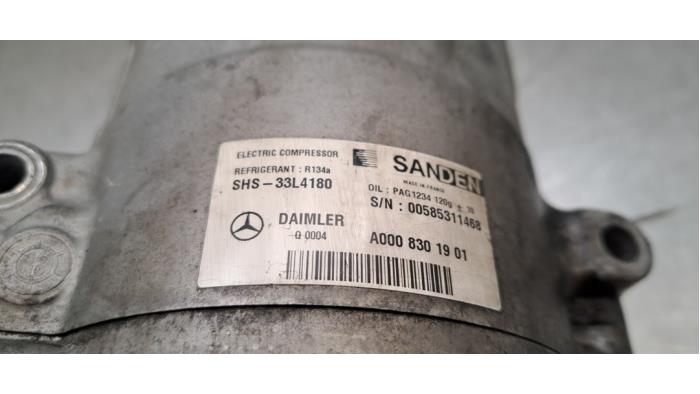 ELECTRIC COMPRESSOR
SANDEN
MADE IN FRANCE
REFRIGERANT : R134a
OIL : PAG1234 120g ± 10
SHS-33L4180
S/N : 00585311468
DAIMLER
Q 0004
A000 830 19 01